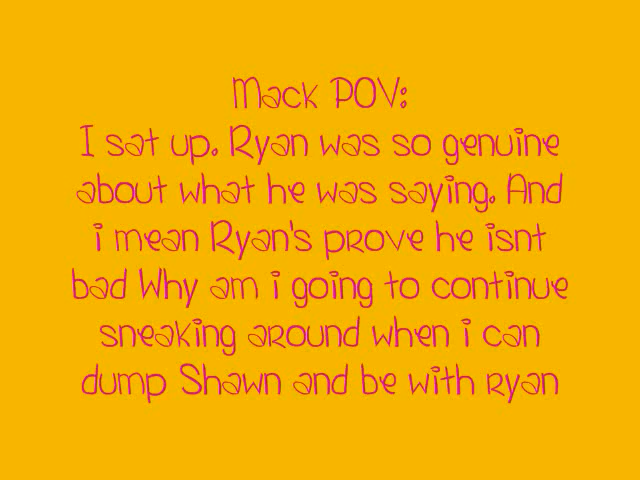 Mack POV:
I sat up. Ryan was so genuine
about what he was saying. And
i mean Ryan's prove he isnt
bad Why am i going to continue
sneaking around when i can
dump Shawn and be with ryan